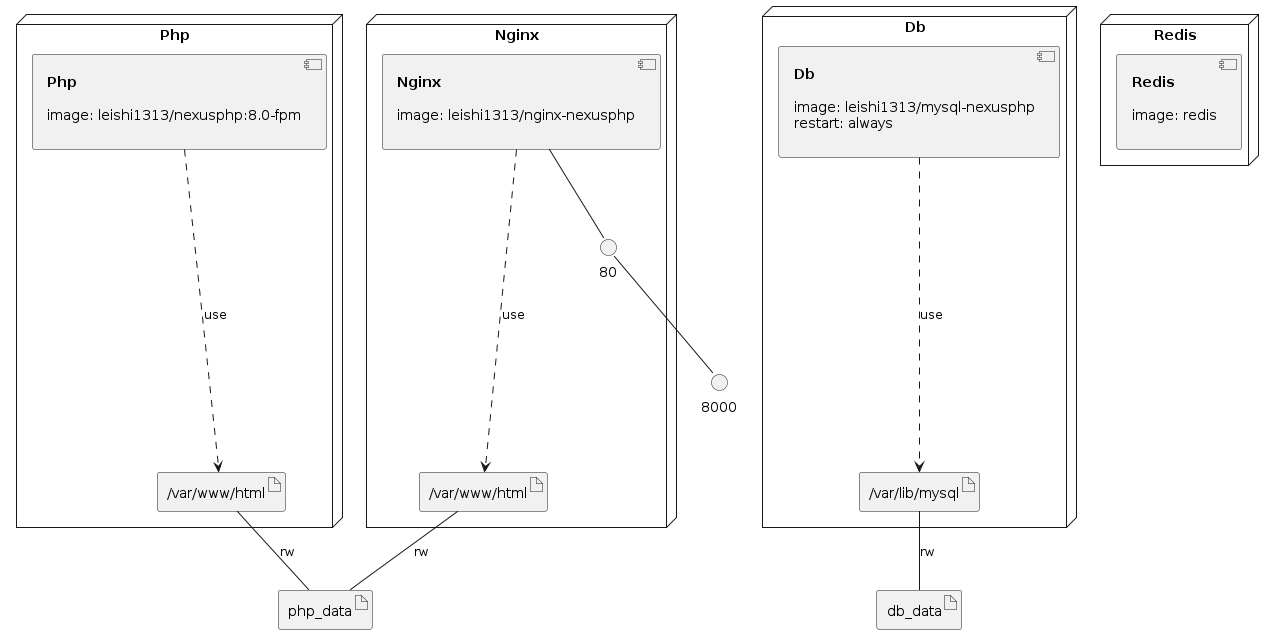 Php
Php
image: leishi1313/nexusphp:8.0-fpm
use
/var/www/html
rw
Nginx
Nginx
image: leishi1313/nginx-nexusphp
80
use
8000
/var/www/html
rw
php_data
Db
Db
image: leishi1313/mysql-nexusphp
restart: always
use
/var/lib/mysql
rw
db_data
Redis
Redis
image: redis